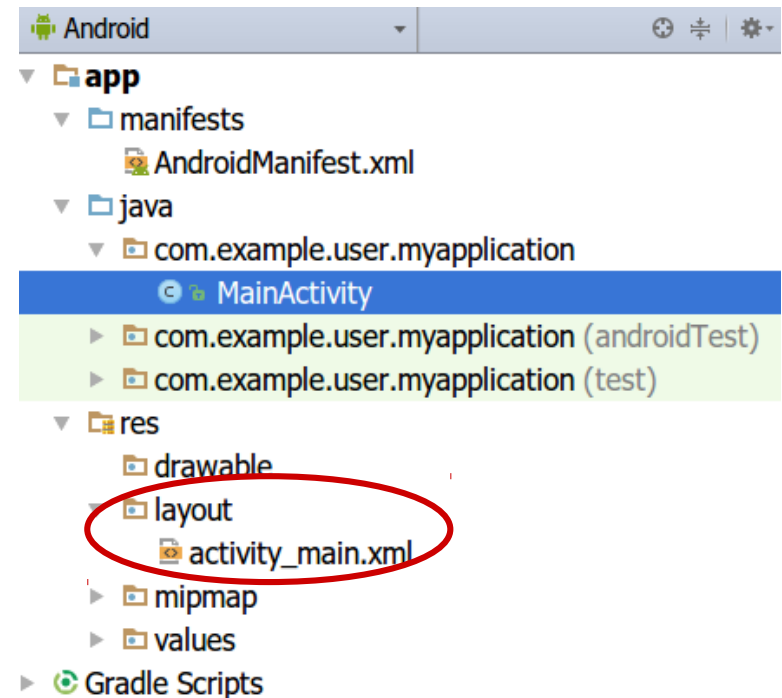 Android
app
manifests
AndroidManifest.xml
java
com.example.user.myapplication
MainActivity
com.example.user.myapplication (androidTest)
com.example.user.myapplication (test)
res
drawable
layout
activity_main.xml
mipmap
values
Gradle Scripts